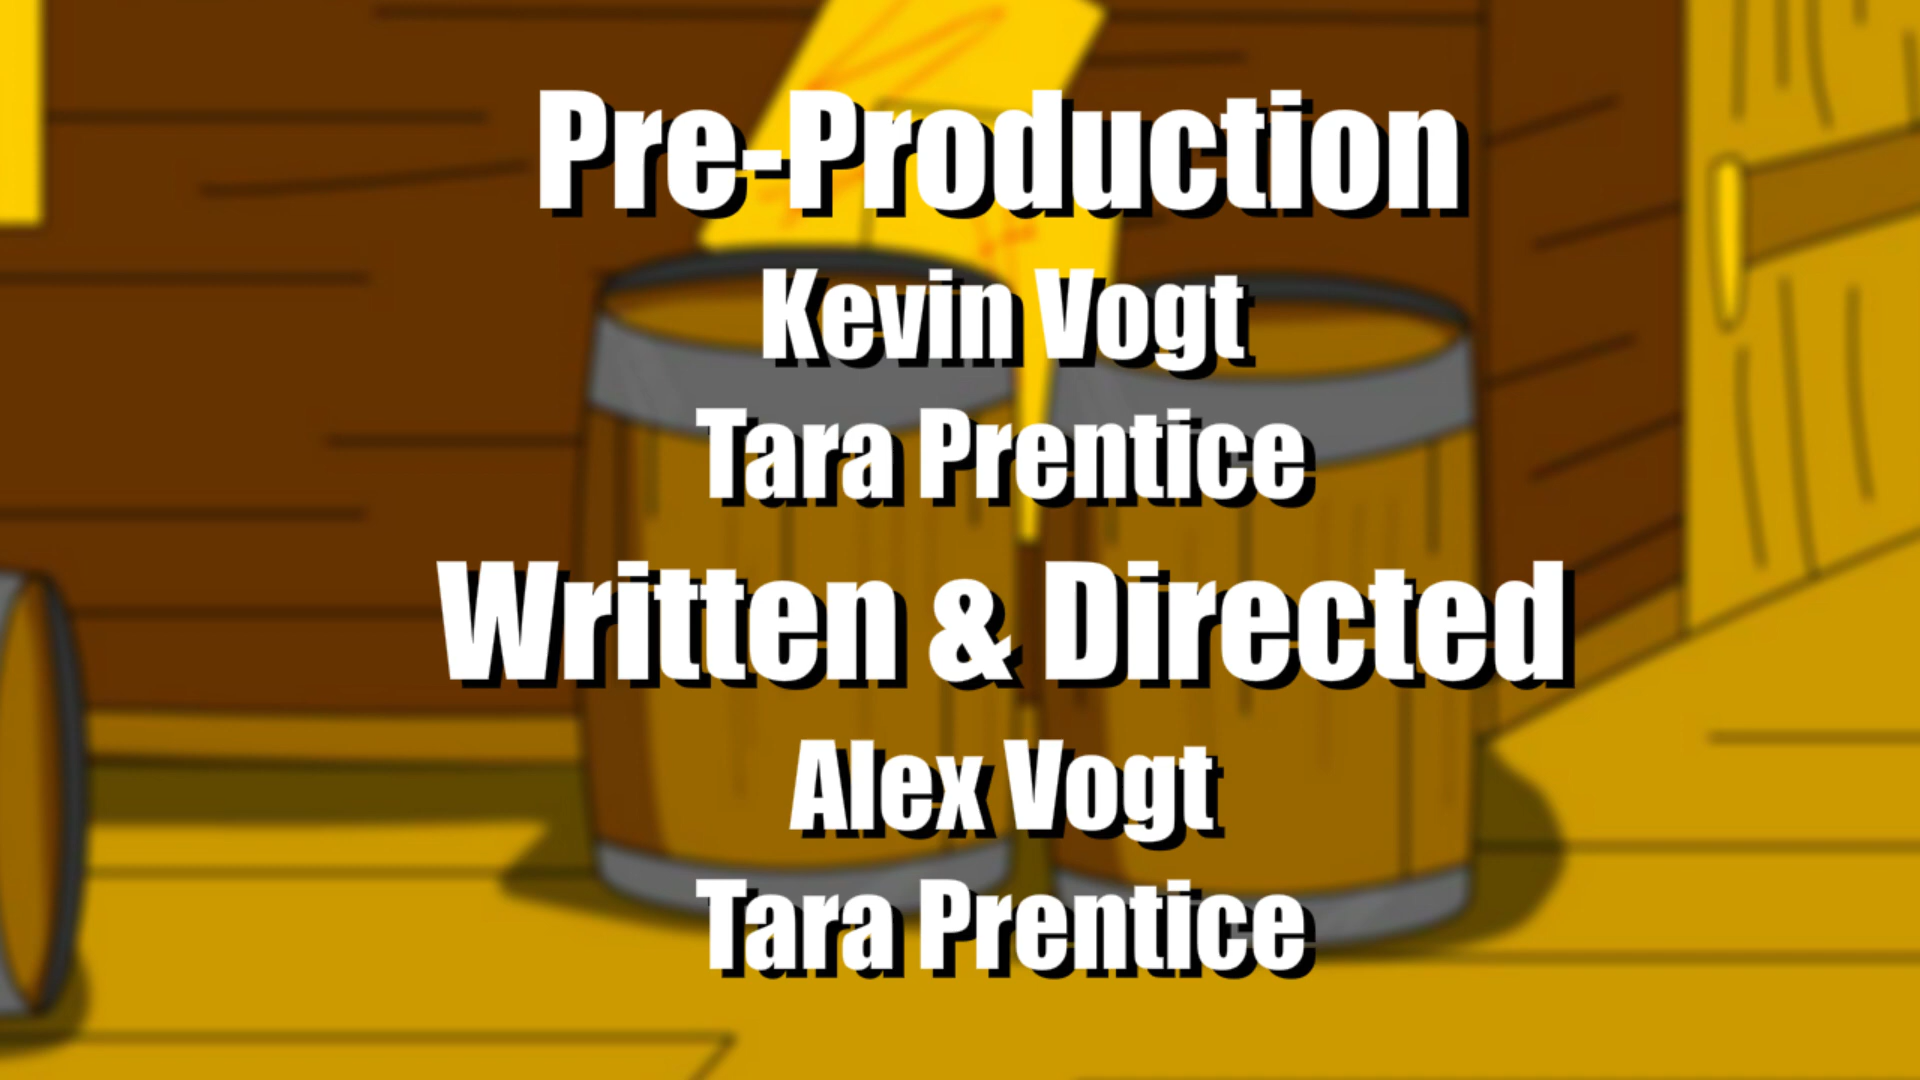 Pre-Production
Kevin Vogt
Tara Prentice
Written & Directed
Alex Vogt
Tara Prentice